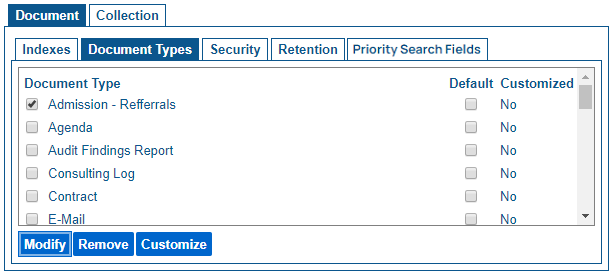 Document Collection
Indexes Document Types Security Retention Priority Search Fields
Document Type Default Customized
Admission - Refferrals No
Agenda No
Audit Findings Report No
Consulting Log No
Contract No
E-Mail No
Modify Remove Customize